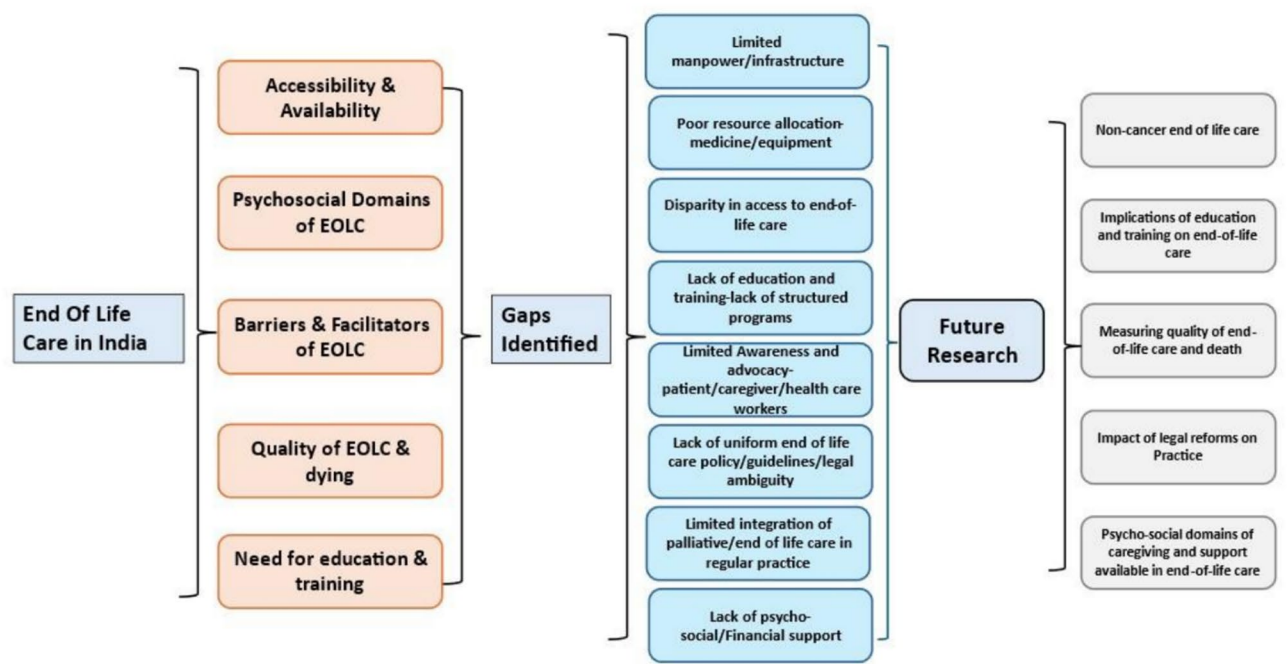 End Of Life
Care in India
Accessibility &
Availability
Psychosocial Domains
of EOLC
Barriers & Facilitators
of EOLC
Quality of EOLC &
dying
Need for education &
training
Gaps
Identified
Limited
manpower/infrastructure
Poor resource allocation-
medicine/equipment
Disparity in access to end-of-
life care
Lack of education and
training-lack of structured
programs
Limited Awareness and
advocacy-
patient/caregiver/health care
workers
Lack of uniform end of life
care policy/guidelines/legal
ambiguity
Limited integration of
palliative/end of life care in
regular practice
Lack of psycho-
social/Financial support
Future
Research
Non-cancer end of life care
Implications of education
and training on end-of-life
care
Measuring quality of end-
of-life care and death
Impact of legal reforms on
Practice
Psycho-social domains of
caregiving and support
available in end-of-life care